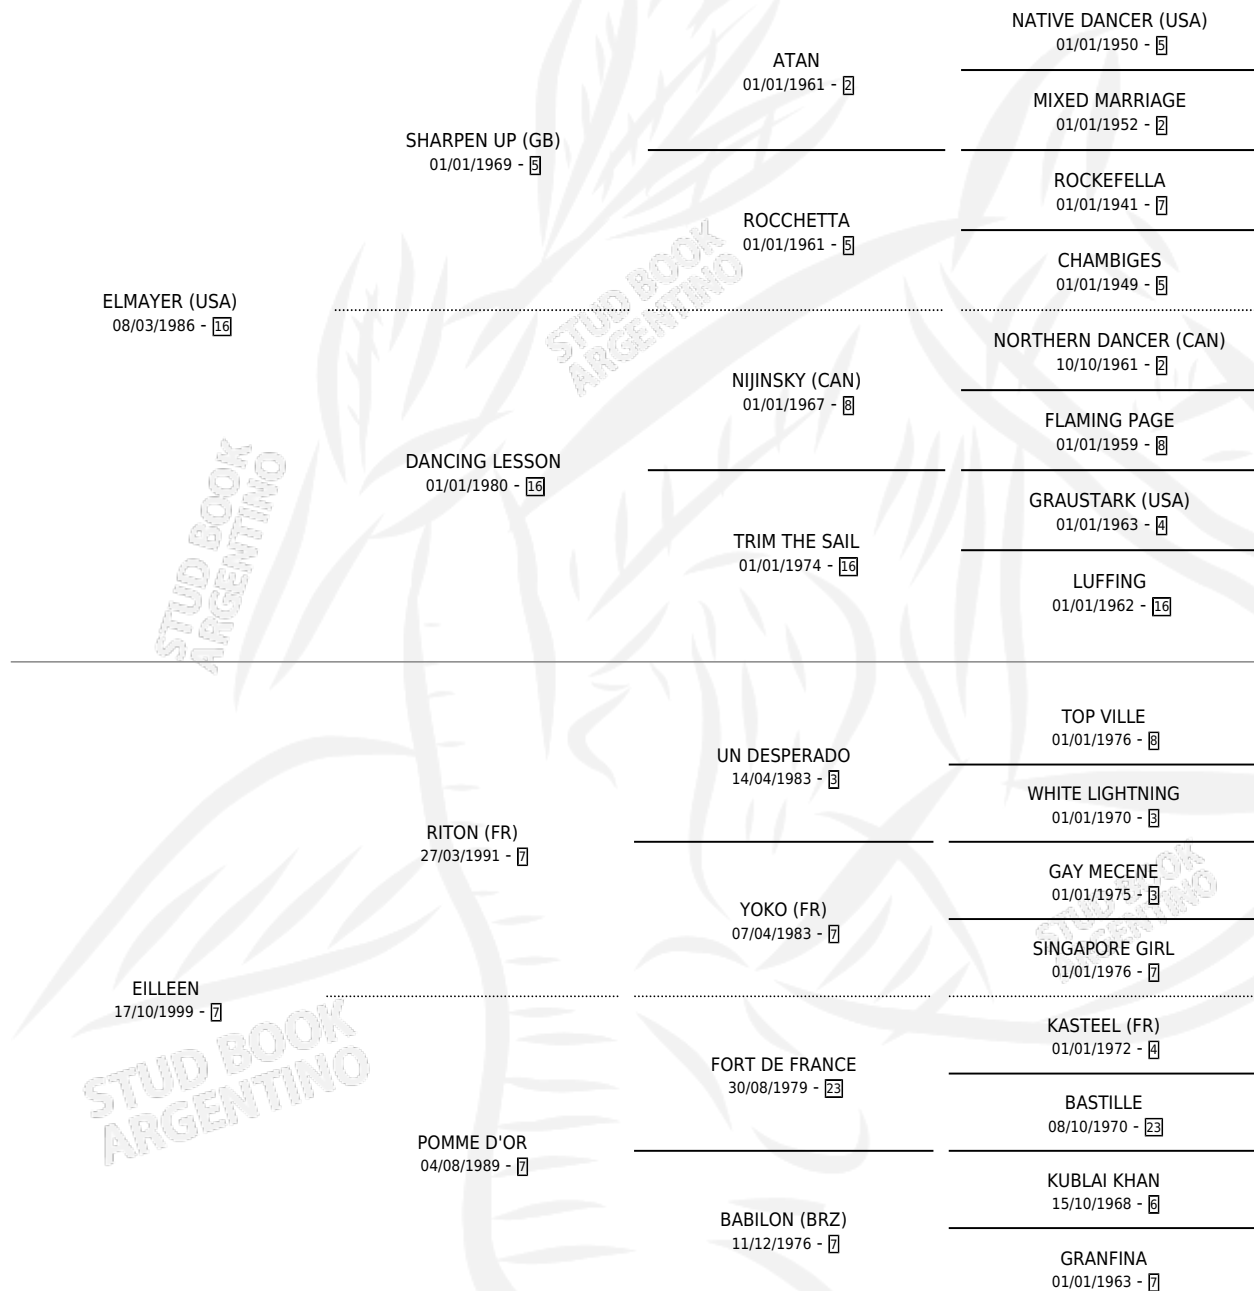 NATIVE DANCER (USA)
01/01/1950 - 5
ATAN
01/01/1961 - 2
MIXED MARRIAGE
01/01/1952 - 2
SHARPEN UP (GB)
01/01/1969 - 5
ROCKEFELLA
01/01/1941 - 7
ROCCHETTA
01/01/1961 - 5
CHAMBIGES
01/01/1949 - 5
ELMAYER (USA)
08/03/1986 - 16
STUD BOOK
ARGENTINO
NORTHERN DANCER (CAN)
10/10/1961 - 2
NIJINSKY (CAN)
01/01/1967 - 8
FLAMING PAGE
01/01/1959 - 8
DANCING LESSON
01/01/1980 - 16
GRAUSTARK (USA)
01/01/1963 - 4
TRIM THE SAIL
01/01/1974 - 16
LUFFING
01/01/1962 - 16
STUD BOOK
ARGENTINO
TOP VILLE
01/01/1976 - 8
UN DESPERADO
14/04/1983 - 3
WHITE LIGHTNING
01/01/1970 - 3
RITON (FR)
27/03/1991 - 7
GAY MECENE
01/01/1975 - 3
YOKO (FR)
07/04/1983 - 7
SINGAPORE GIRL
01/01/1976 - 7
STUD BOOK
ARGENTINO
EILLEEN
17/10/1999 - 7
KASTEEL (FR)
01/01/1972 - 4
FORT DE FRANCE
30/08/1979 - 23
BASTILLE
08/10/1970 - 23
STUD BOOK
ARGENTINO
POMME D'OR
04/08/1989 - 7
KUBLAI KHAN
15/10/1968 - 6
BABILON (BRZ)
11/12/1976 - 7
GRANFINA
01/01/1963 - 7